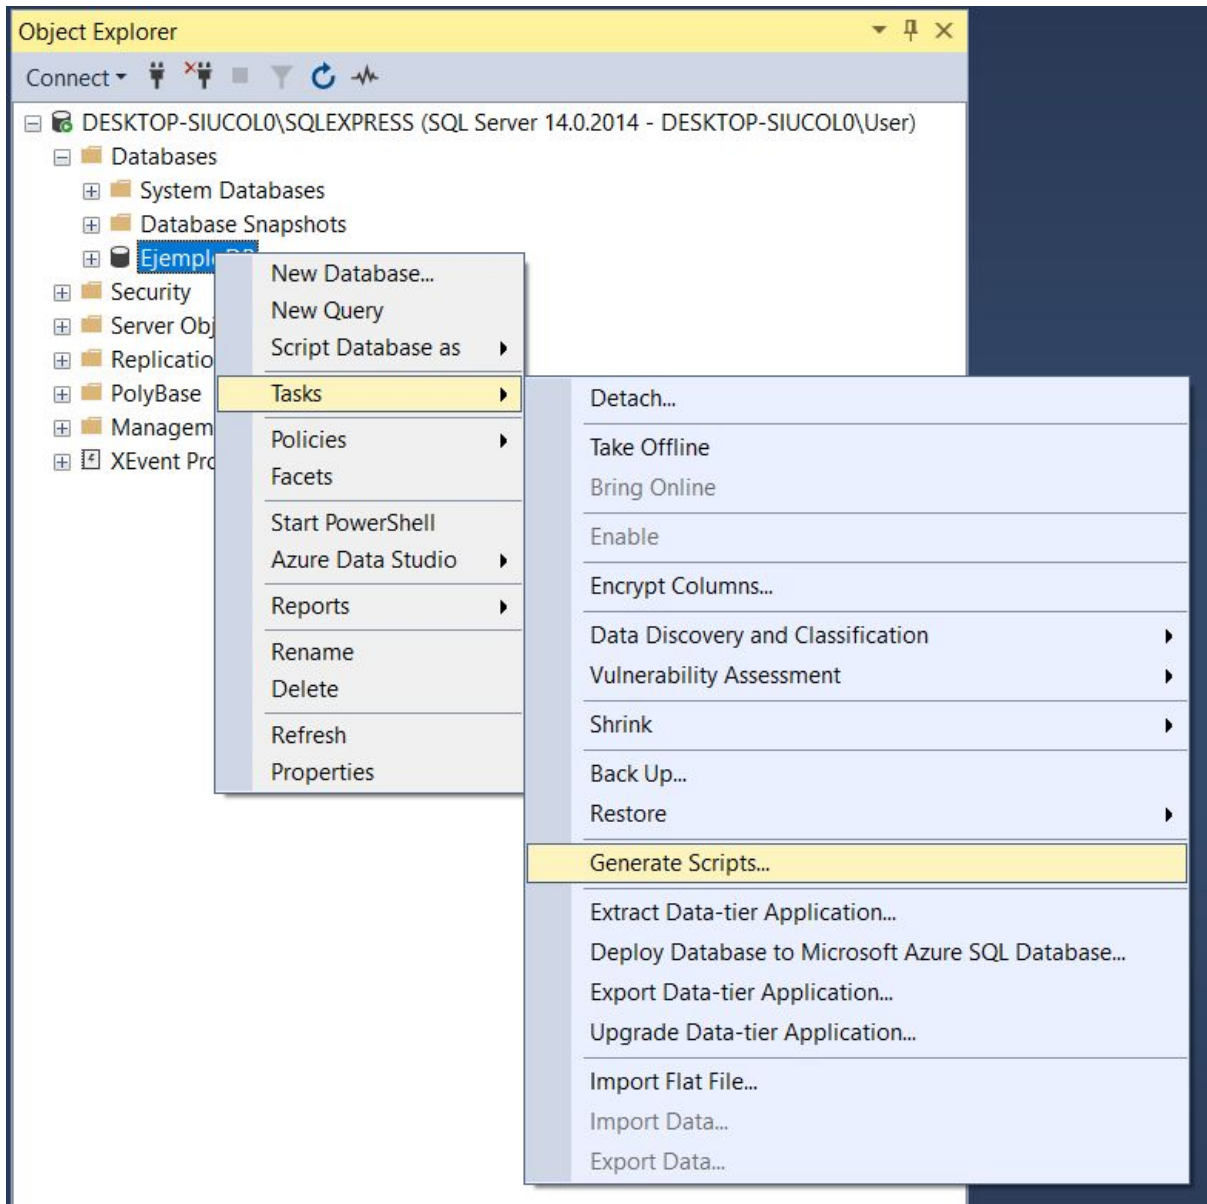 Object Explorer
Connect
DESKTOP-SIUCOL0\SQLEXPRESS (SQL Server 14.0.2014 - DESKTOP-SIUCOL0\User)
Databases
System Databases
Database Snapshots
Ejempl
Security
Server Obj
Replicatio
PolyBase
Managem
XEvent Pro
New Database...
New Query
Script Database as
Tasks
Policies
Facets
Start PowerShell
Azure Data Studio
Reports
Rename
Delete
Refresh
Properties
Detach...
Take Offline
Bring Online
Enable
Encrypt Columns...
Data Discovery and Classification
Vulnerability Assessment
Shrink
Back Up...
Restore
Generate Scripts...
Extract Data-tier Application...
Deploy Database to Microsoft Azure SQL Database...
Export Data-tier Application...
Upgrade Data-tier Application...
Import Flat File...
Import Data...
Export Data...